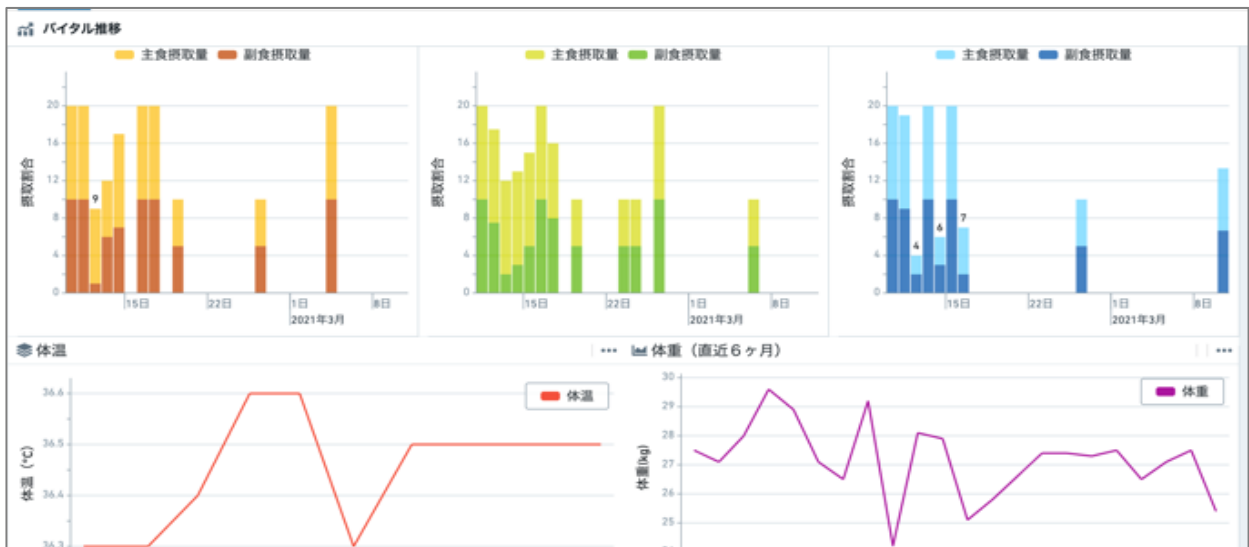 バイタル推移
主食摂取量 副食摂取量
主食摂取量 副食摂取量
主食摂取量 副食摂取量
摂取割合
20
16
12
8
4
0
9
15日 22日 1日 8日
2021年3月
摂取割合
20
16
12
8
4
0
15日 22日 1日 8日
2021年3月
摂取割合
20
16
12
8
4
0
4 6 7
15日 22日 1日 8日
2021年3月
体温
体重(直近6ヶ月)
体温
体温 (℃)
36.6
36.5
36.4
36.3
体重
体重(kg)
30
29
28
27
26
25